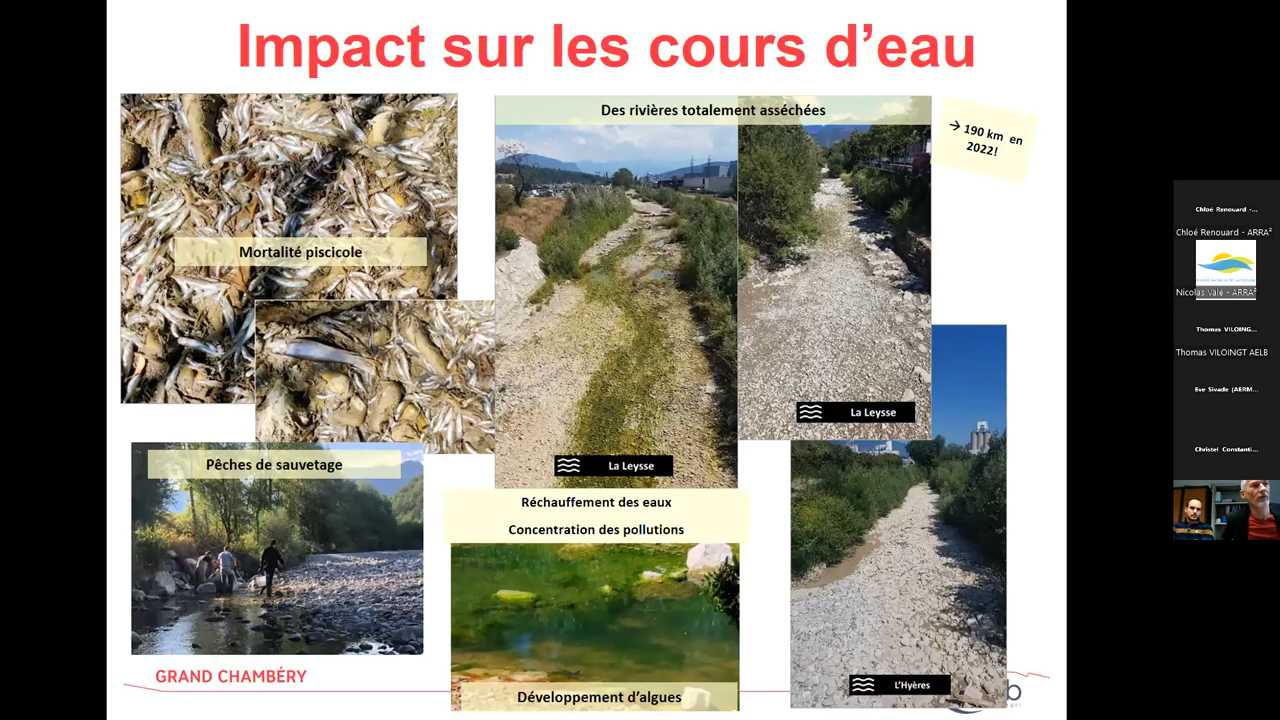 Impact sur les cours d’eau
Des rivières totalement asséchées
→ 190 km en
2022!
Mortalité piscicole
La Leysse
La Leysse
Pêches de sauvetage
Réchauffement des eaux
Concentration des pollutions
Développement d’algues
L’Hyères
GRAND CHAMBÉRY
Chloé Renouard -...
Chloé Renouard - ARRA²
Nicolas Valé - ARRA²
Thomas VILOING...
Thomas VILOINGT AELB
Eve Sivade (AERM...
Christel Constanti...